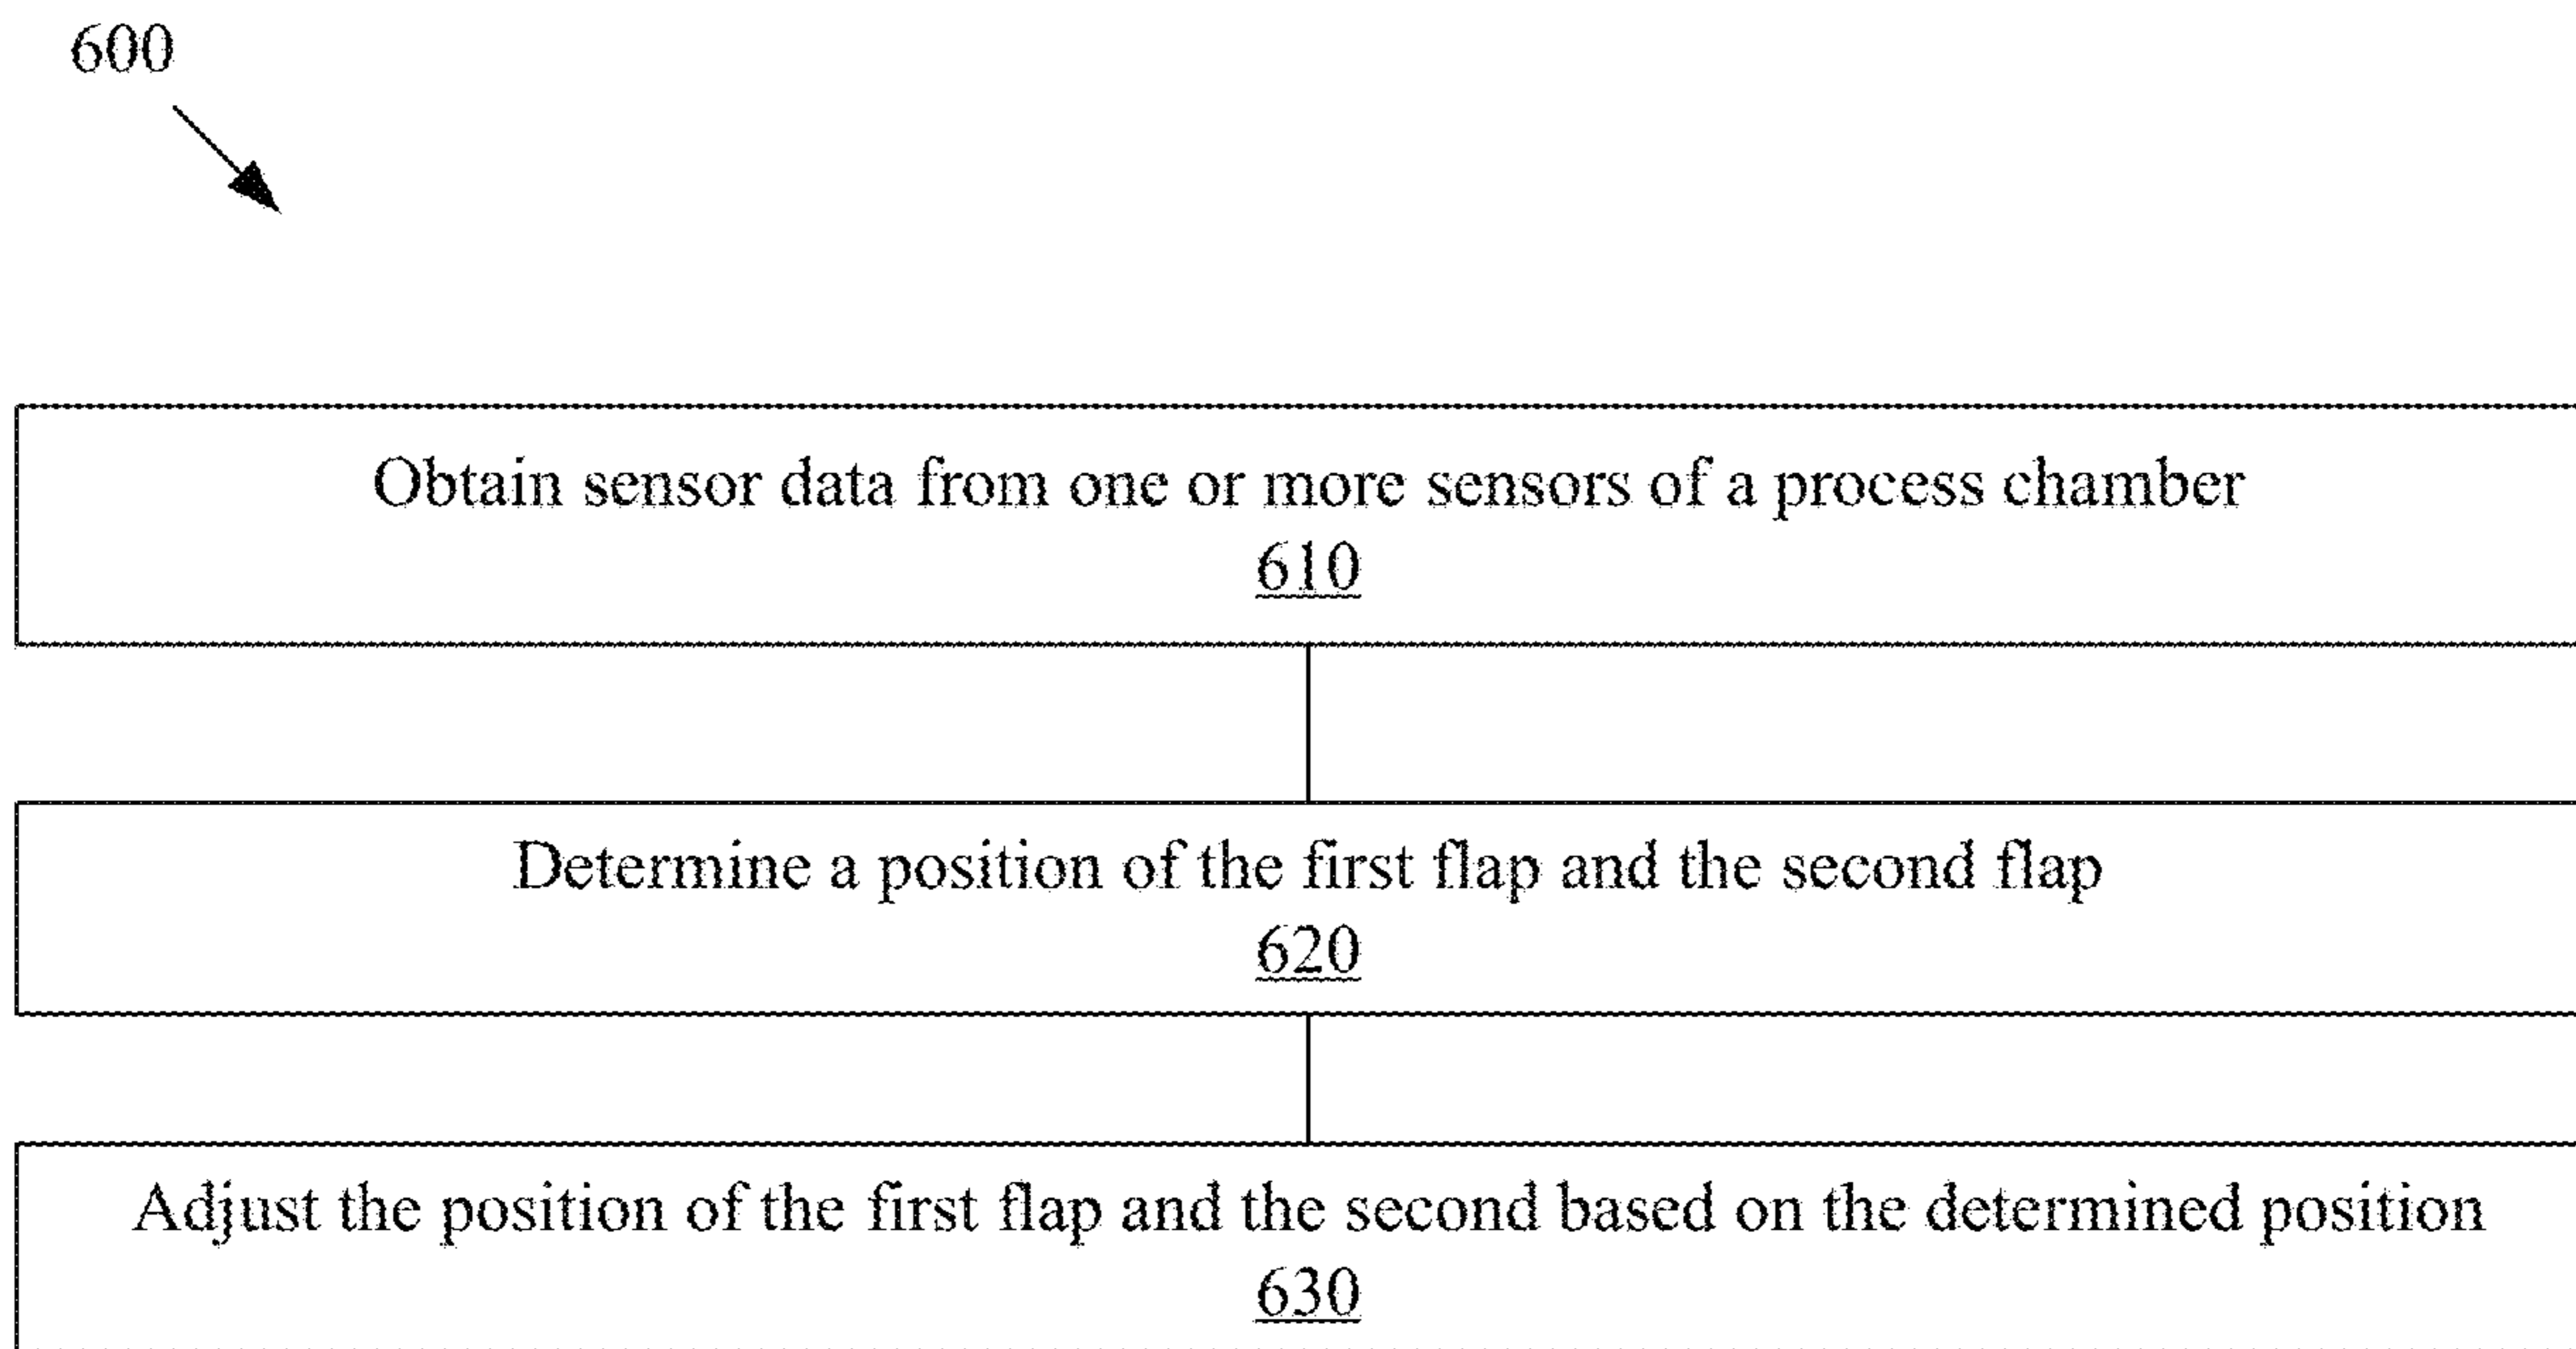 600
Obtain sensor data from one or more sensors of a process chamber
610
Determine a position of the first flap and the second flap
620
Adjust the position of the first flap and the second based on the determined position
630